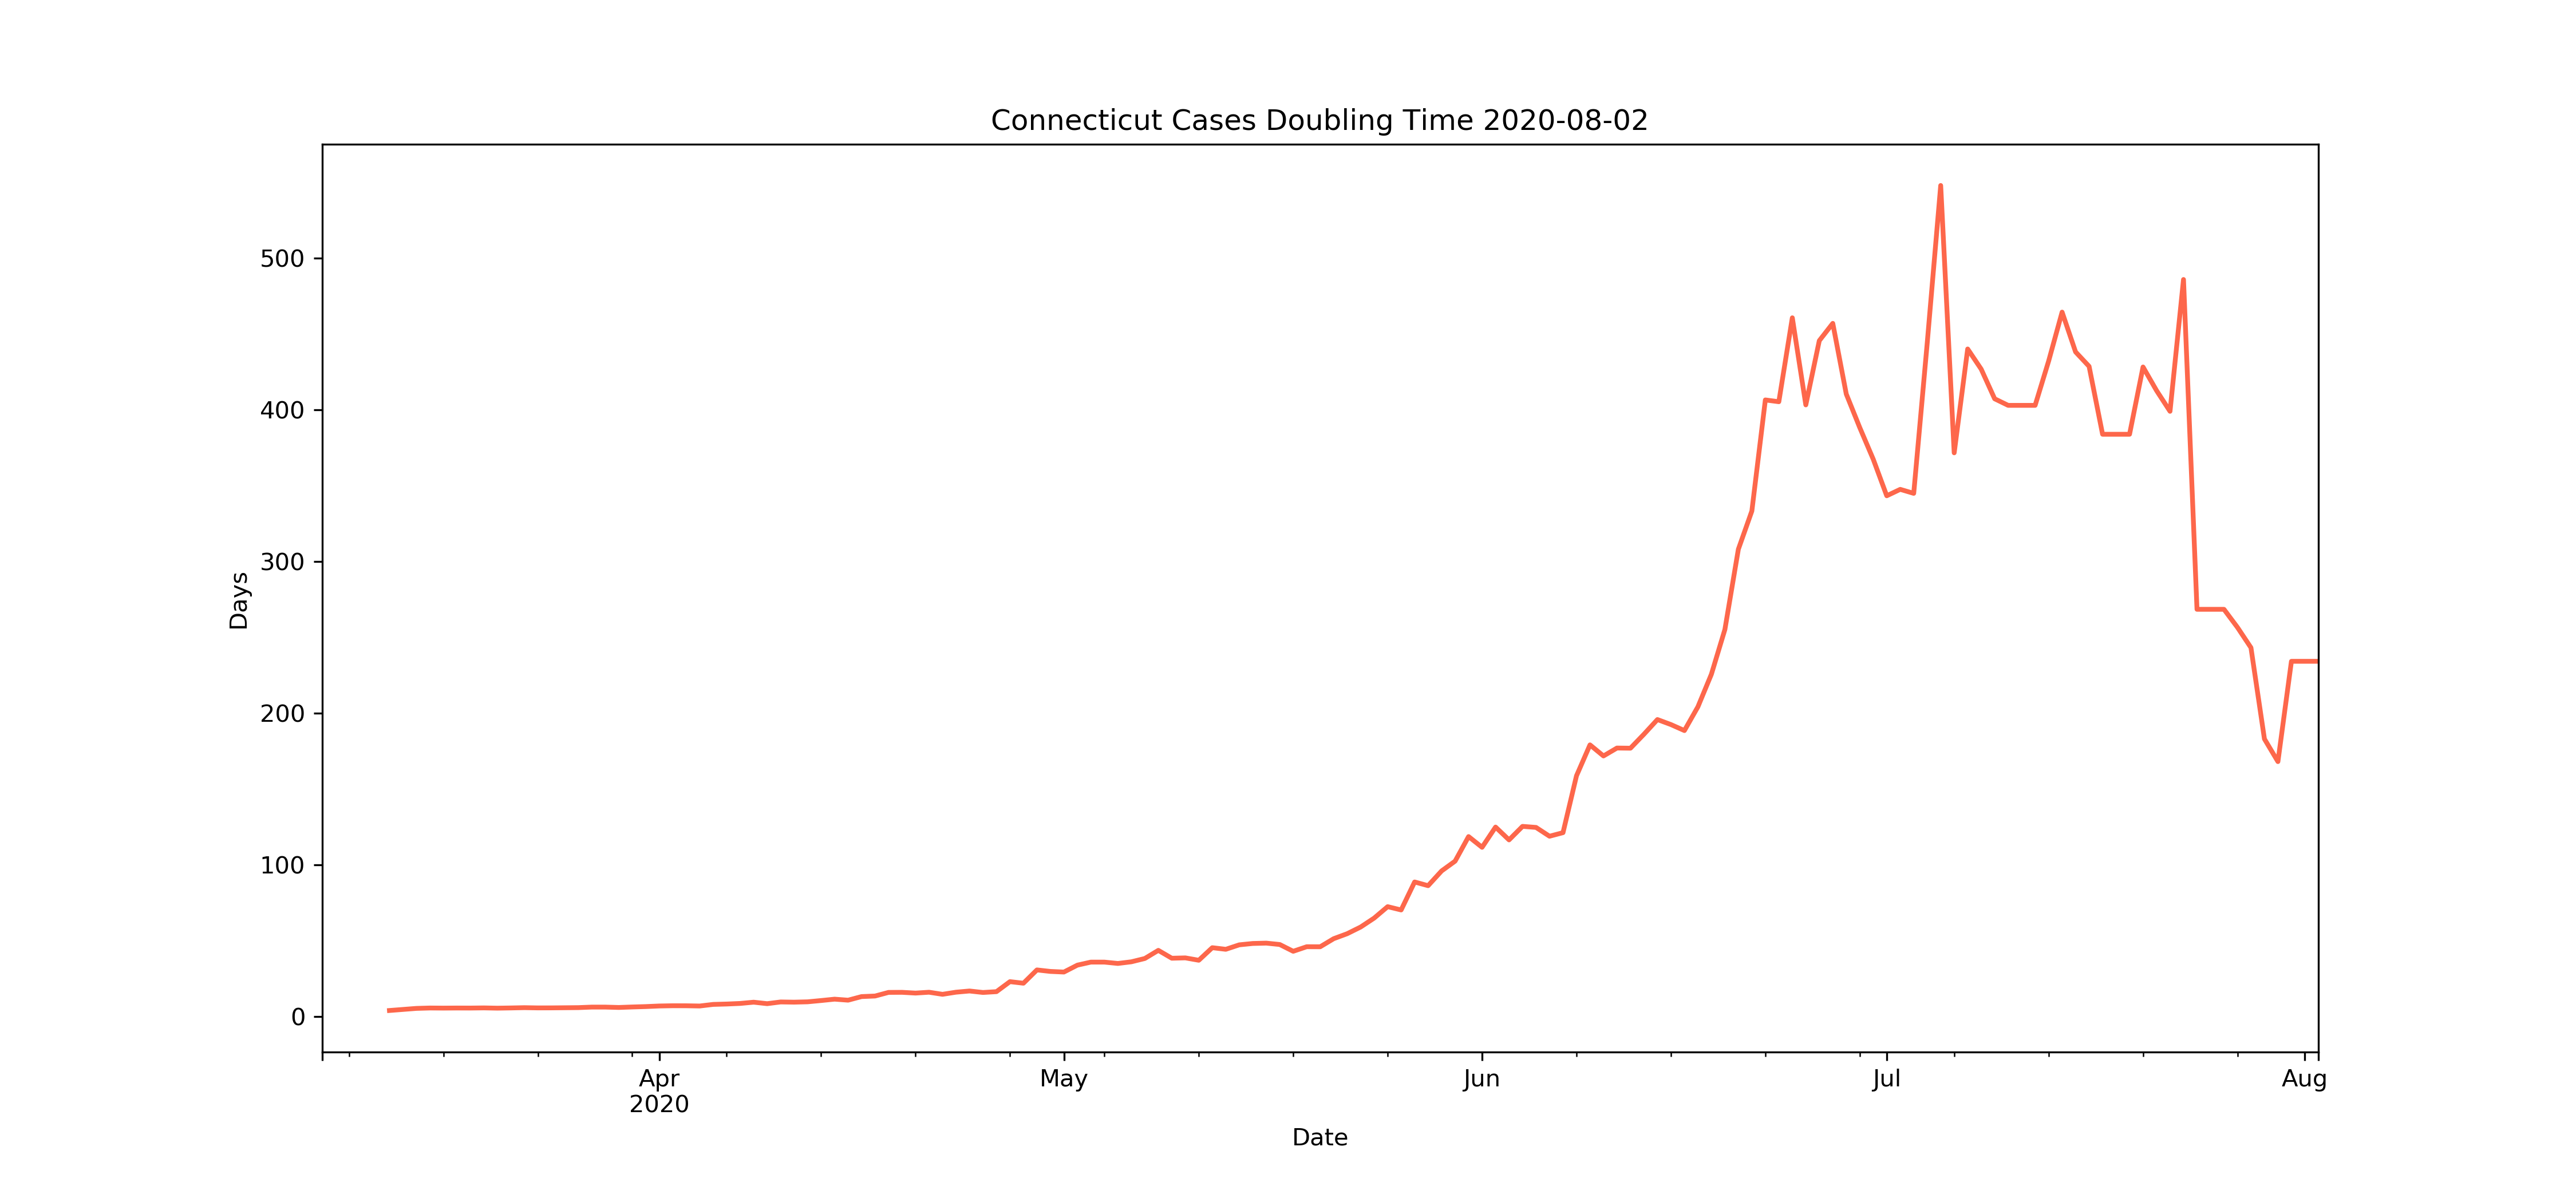 Connecticut Cases Doubling Time 2020-08-02
500
400
300
200
100
0
Days
Apr
2020
May
Jun
Jul
Aug
Date